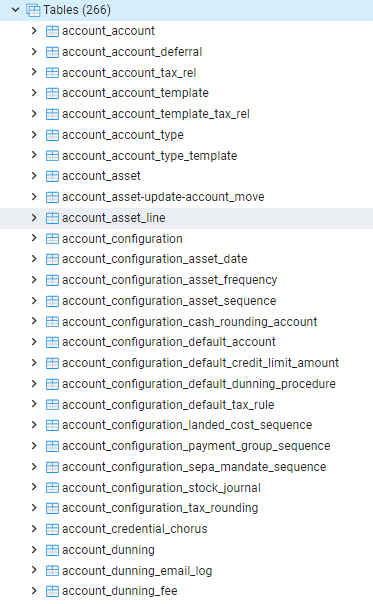 Tables (266)
account_account
account_account_deferral
account_account_tax_rel
account_account_template
account_account_template_tax_rel
account_account_type
account_account_type_template
account_asset
account_asset-update-account_move
account_asset_line
account_configuration
account_configuration_asset_date
account_configuration_asset_frequency
account_configuration_asset_sequence
account_configuration_cash_rounding_account
account_configuration_default_account
account_configuration_default_credit_limit_amount
account_configuration_default_dunning_procedure
account_configuration_default_tax_rule
account_configuration_landed_cost_sequence
account_configuration_payment_group_sequence
account_configuration_sepa_mandate_sequence
account_configuration_stock_journal
account_configuration_tax_rounding
account_credential_chorus
account_dunning
account_dunning_email_log
account_dunning_fee